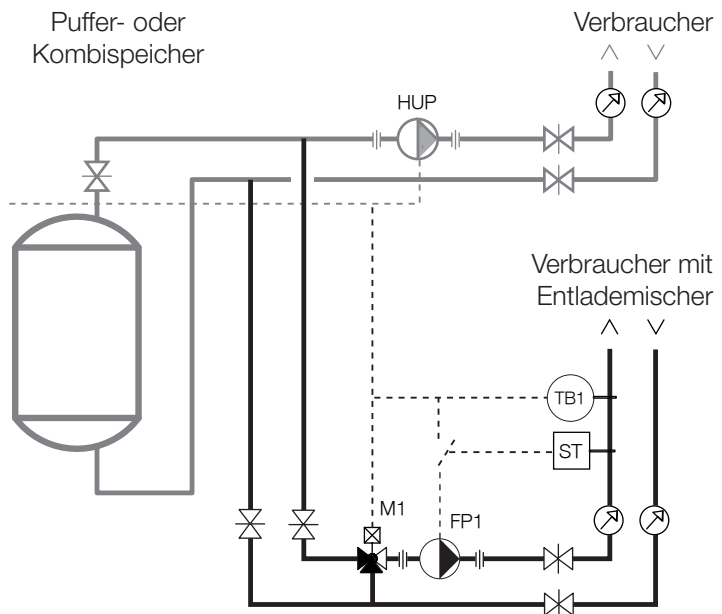 Puffer- oder
Kombispeicher
Verbraucher
HUP
Verbraucher mit
Entlademischer
TB1
ST
M1
FP1